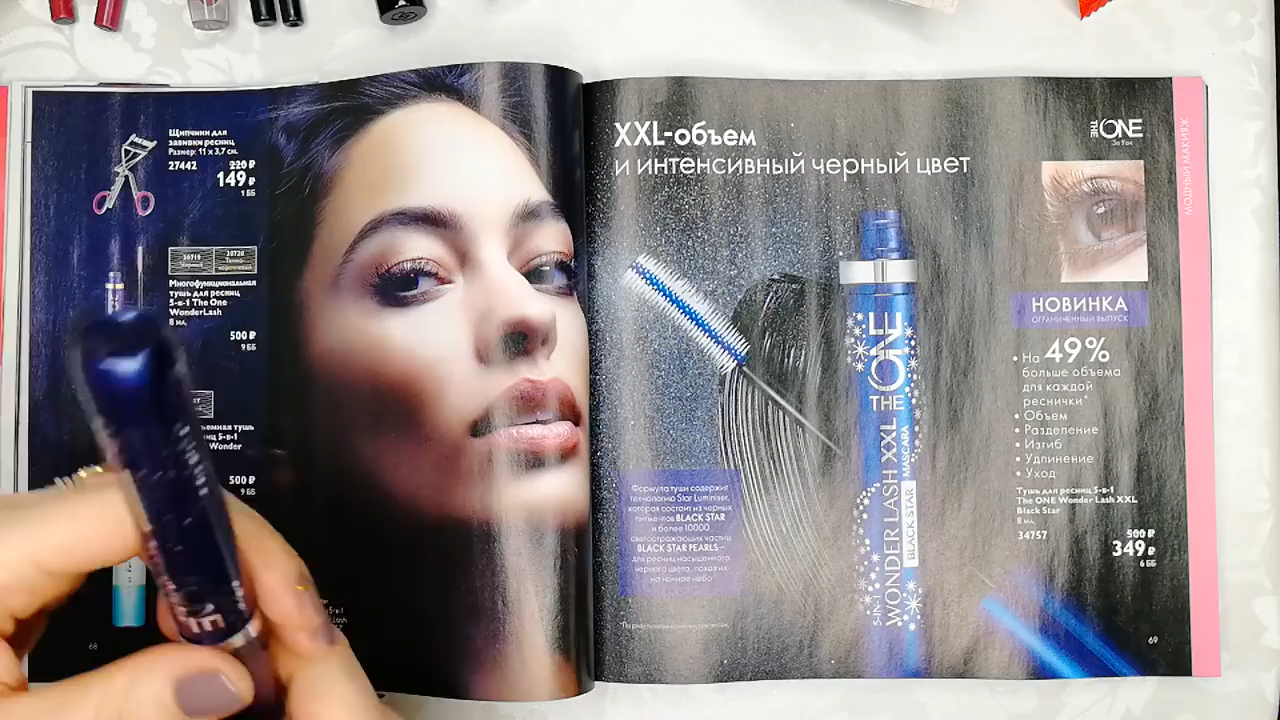 Щипчики для
завивки ресниц
Размер: 11 х 3,7 см.
27442 220 ₽
149 ₽
1 ББ
30719 30720
Многофункциональная
тушь для ресниц
5-в-1 The One
WonderLash
8 мл.
500 ₽
9 ББ
5-в-1
Wonder
500 ₽
9 ББ
68
ONE
XXL-объем
и интенсивный черный цвет
THE ONE
МОДНЫЙ МАКИЯЖ
НОВИНКА
ОГРАНИЧЕННЫЙ ВЫПУСК
• На 49%
больше объема
для каждой
реснички*
• Объем
• Разделение
• Изгиб
• Удлинение
• Уход
Тушь для ресниц 5-в-1
The ONE Wonder Lash XXL
Black Star
8 мл.
34757 500 ₽
349 ₽
6 ББ
THE ONE
5-IN-1
WONDER LASH XXL
MASCARA
BLACK STAR
Формула туши содержит
технологию Star Luminiser,
которая состоит из черных
пигментов BLACK STAR
и более 10000
светоотражающих частиц
BLACK STAR PEARLS –
для ресниц насыщенного
черного цвета, похожих
на ночное небо
69